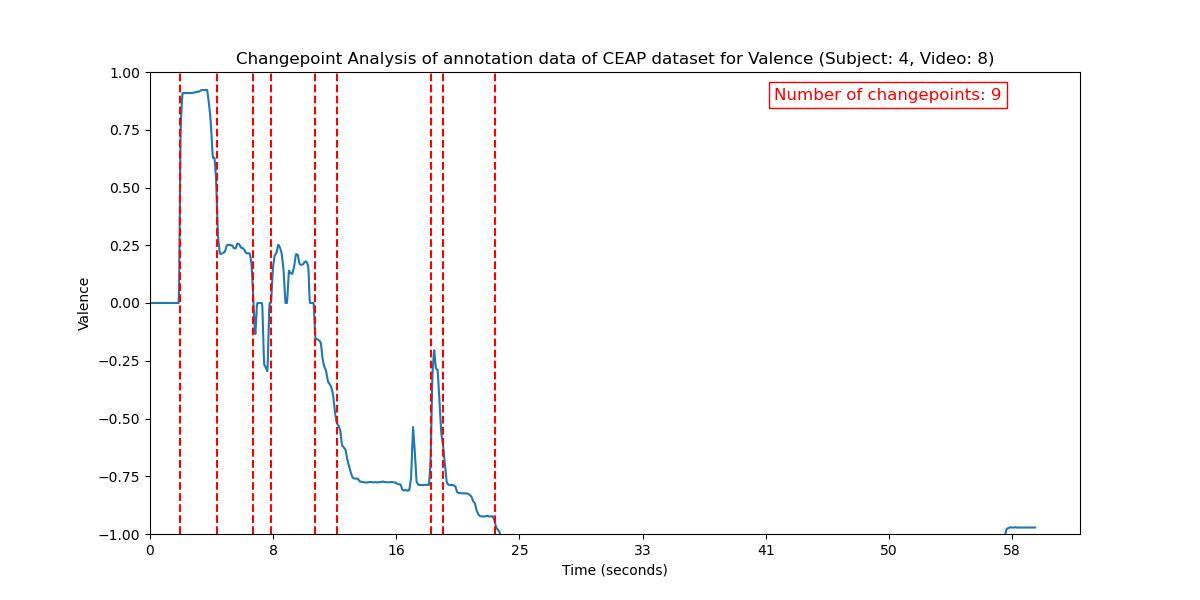 Changepoint Analysis of annotation data of CEAP dataset for Valence (Subject: 4, Video: 8)
Number of changepoints: 9
1.00
0.75
0.50
0.25
0.00
−0.25
−0.50
−0.75
−1.00
Valence
0 8 16 25 33 41 50 58
Time (seconds)